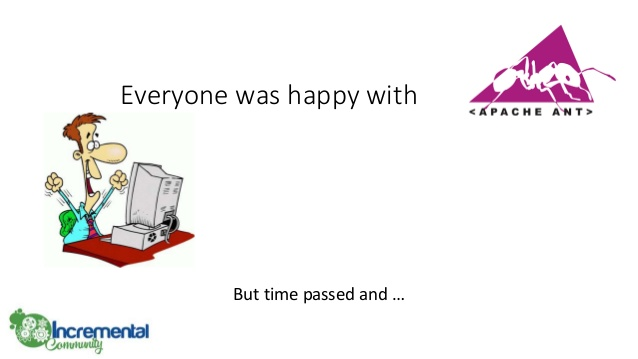 Everyone was happy with
<APACHE ANT>
But time passed and ...
Incremental
Community